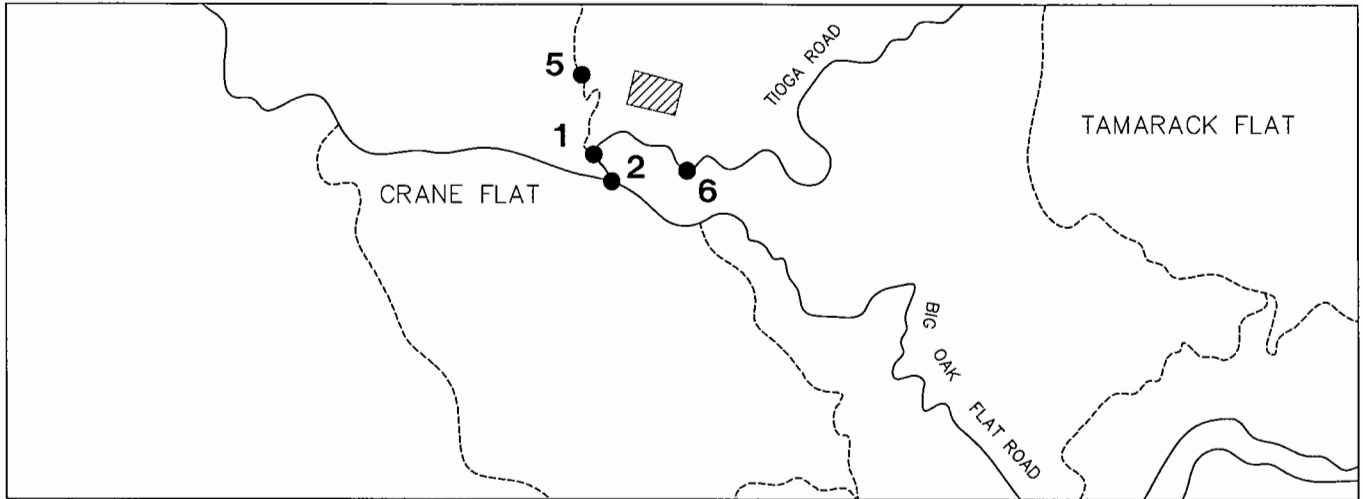 TIOGA ROAD
5
TAMARACK FLAT
1
2
6
CRANE FLAT
BIG OAK FLAT ROAD